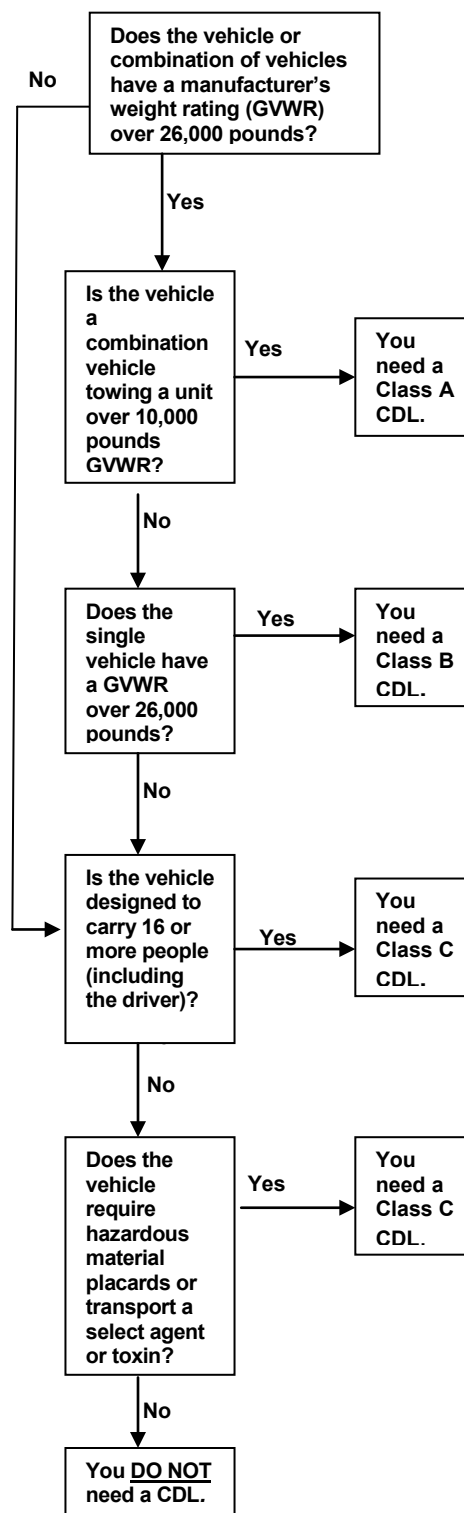 Does the vehicle or
combination of vehicles
have a manufacturer's
weight rating (GVWR)
over 26,000 pounds?
No
Yes
Is the vehicle
a
combination
vehicle
towing a unit
over 10,000
pounds
GVWR?
Yes
You
need a
Class A
CDL.
No
Does the
single
vehicle have
a GVWR
over 26,000
pounds?
Yes
You
need a
Class B
CDL.
No
Is the vehicle
designed to
carry 16 or
more people
(including
the driver)?
Yes
You
need a
Class C
CDL.
No
Does the
vehicle
require
hazardous
material
placards or
transport a
select agent
or toxin?
Yes
You
need a
Class C
CDL.
No
You DO NOT
need a CDL.